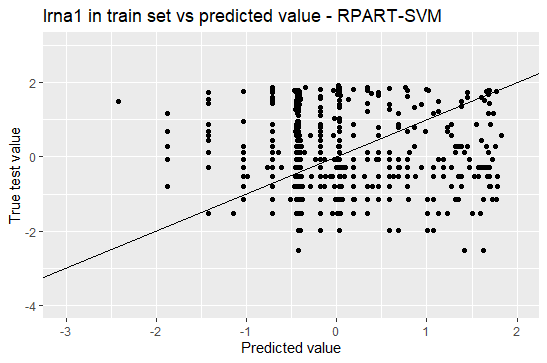 lrna1 in train set vs predicted value - RPART-SVM
True test value
2
0
-2
-4
-3 -2 -1 0 1 2
Predicted value